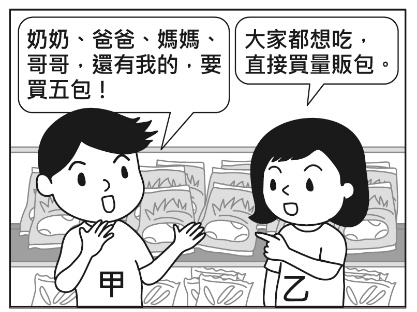 奶奶、爸爸、媽媽、
哥哥，還有我的，要
買五包！
大家都想吃，
直接買量販包。
甲
乙